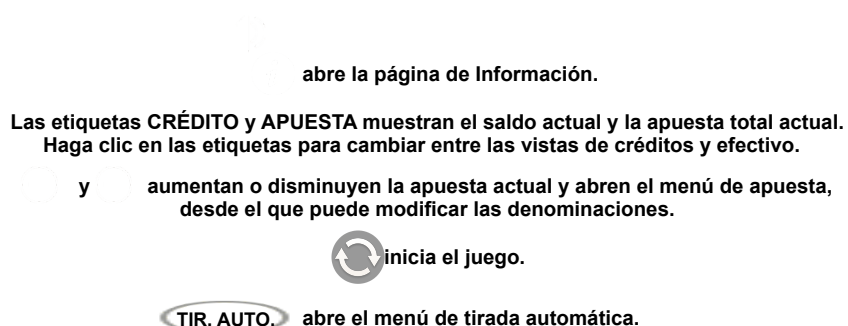 abre la página de Información.
Las etiquetas CRÉDITO y APUESTA muestran el saldo actual y la apuesta total actual.
Haga clic en las etiquetas para cambiar entre las vistas de créditos y efectivo.
y aumentan o disminuyen la apuesta actual y abren el menú de apuesta,
desde el que puede modificar las denominaciones.
inicia el juego.
TIR. AUTO. abre el menú de tirada automática.